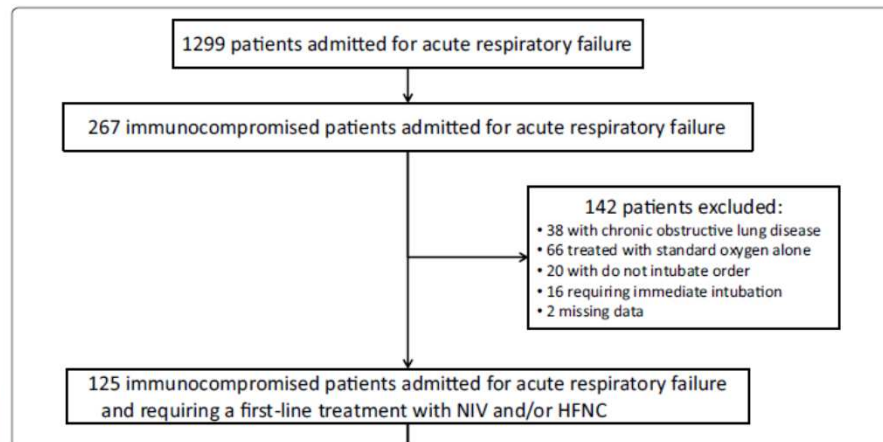 1299 patients admitted for acute respiratory failure
267 immunocompromised patients admitted for acute respiratory failure
142 patients excluded:
• 38 with chronic obstructive lung disease
• 66 treated with standard oxygen alone
• 20 with do not intubate order
• 16 requiring immediate intubation
• 2 missing data
125 immunocompromised patients admitted for acute respiratory failure
and requiring a first-line treatment with NIV and/or HFNC